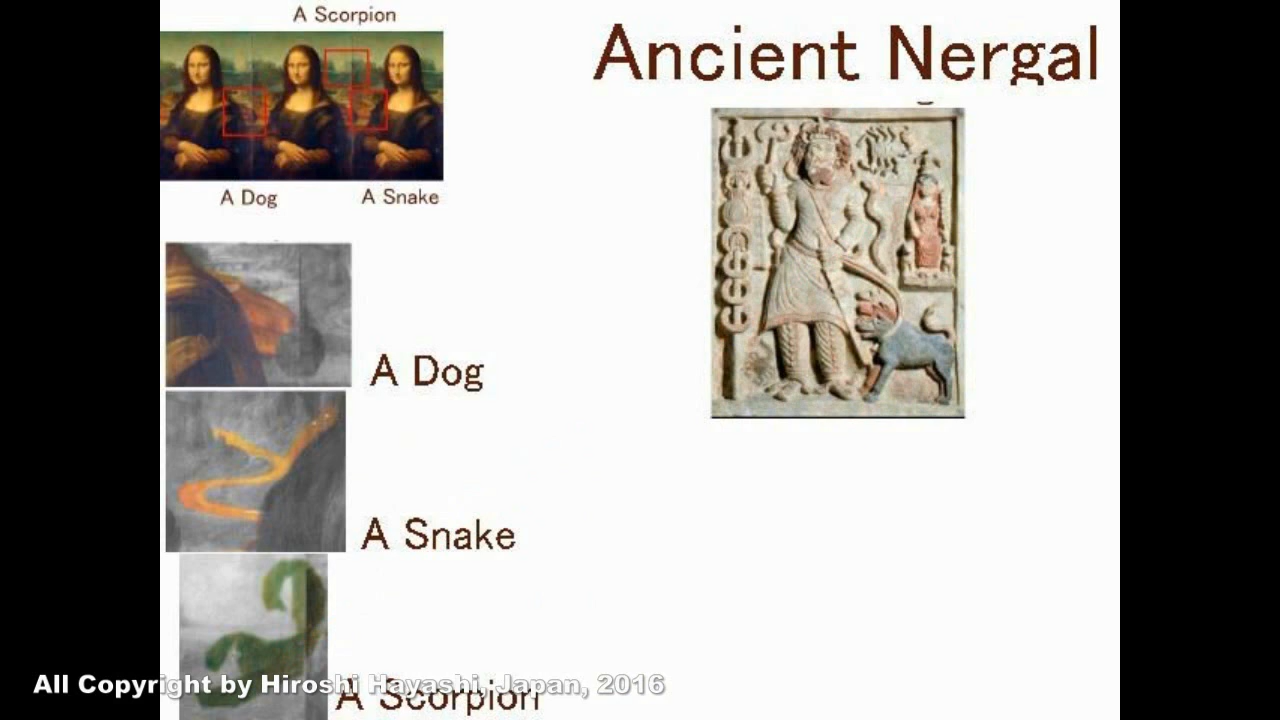 A Scorpion
Ancient Nergal
A Dog
A Snake
A Dog
A Snake
A Scorpion
All Copyright by Hiroshi Hayashi, Japan, 2016